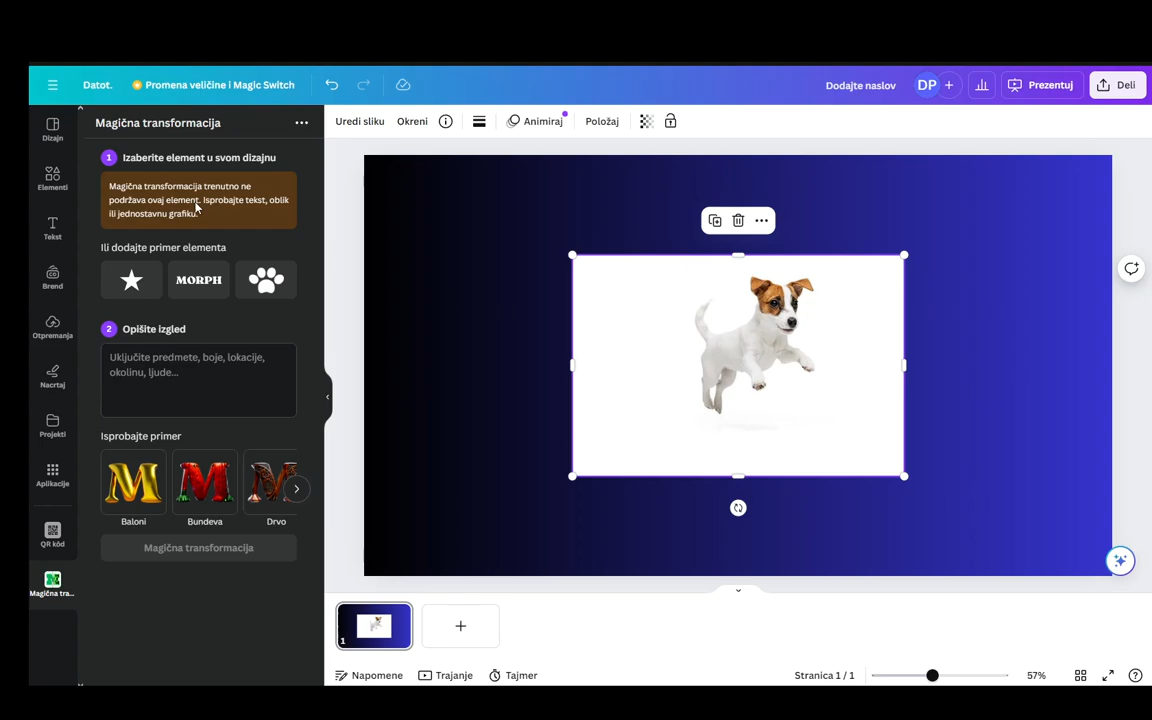 Datot.
Promena veličine i Magic Switch
Dodajte naslov
DP
+
Prezentuj
Deli
Dizajn
Elementi
Tekst
Brend
Otpremanja
Nacrtaj
Projekti
Aplikacije
QR kôd
Magična tra...
Magična transformacija
1 Izaberite element u svom dizajnu
Magična transformacija trenutno ne
podržava ovaj element. Isprobajte tekst, oblik
ili jednostavnu grafiku.
Ili dodajte primer elementa
MORPH
2 Opišite izgled
Uključite predmete, boje, lokacije,
okolinu, ljude...
Isprobajte primer
M M M
Baloni Bundeva Drvo
Magična transformacija
Uredi sliku Okreni Animiraj Položaj
1
+
Napomene Trajanje Tajmer
Stranica 1 / 1
57%